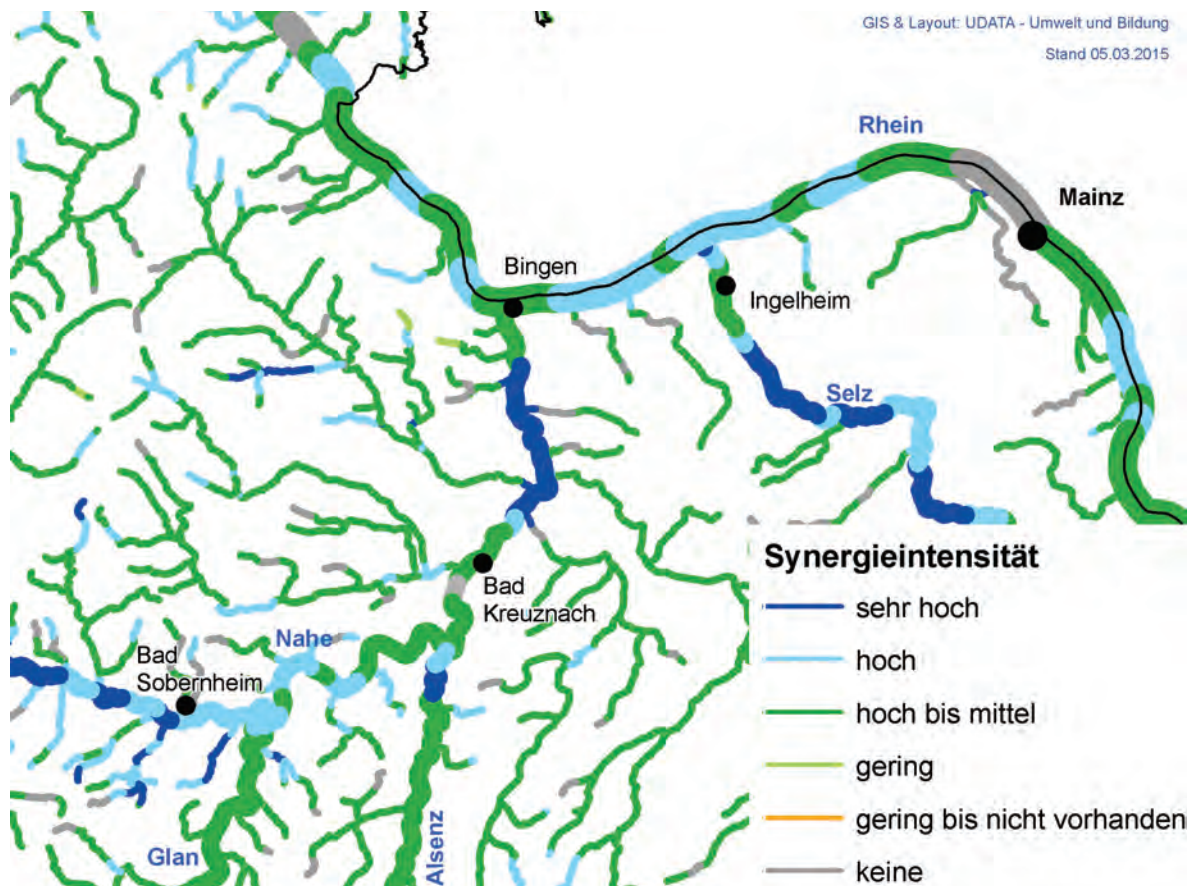 GIS & Layout: UDATA - Umwelt und Bildung
Stand 05.03.2015
Rhein
Mainz
Bingen
Ingelheim
Selz
Bad
Kreuznach
Nahe
Bad
Sobernheim
Glan
Alsenz
Synergieintensität
sehr hoch
hoch
hoch bis mittel
gering
gering bis nicht vorhanden
keine